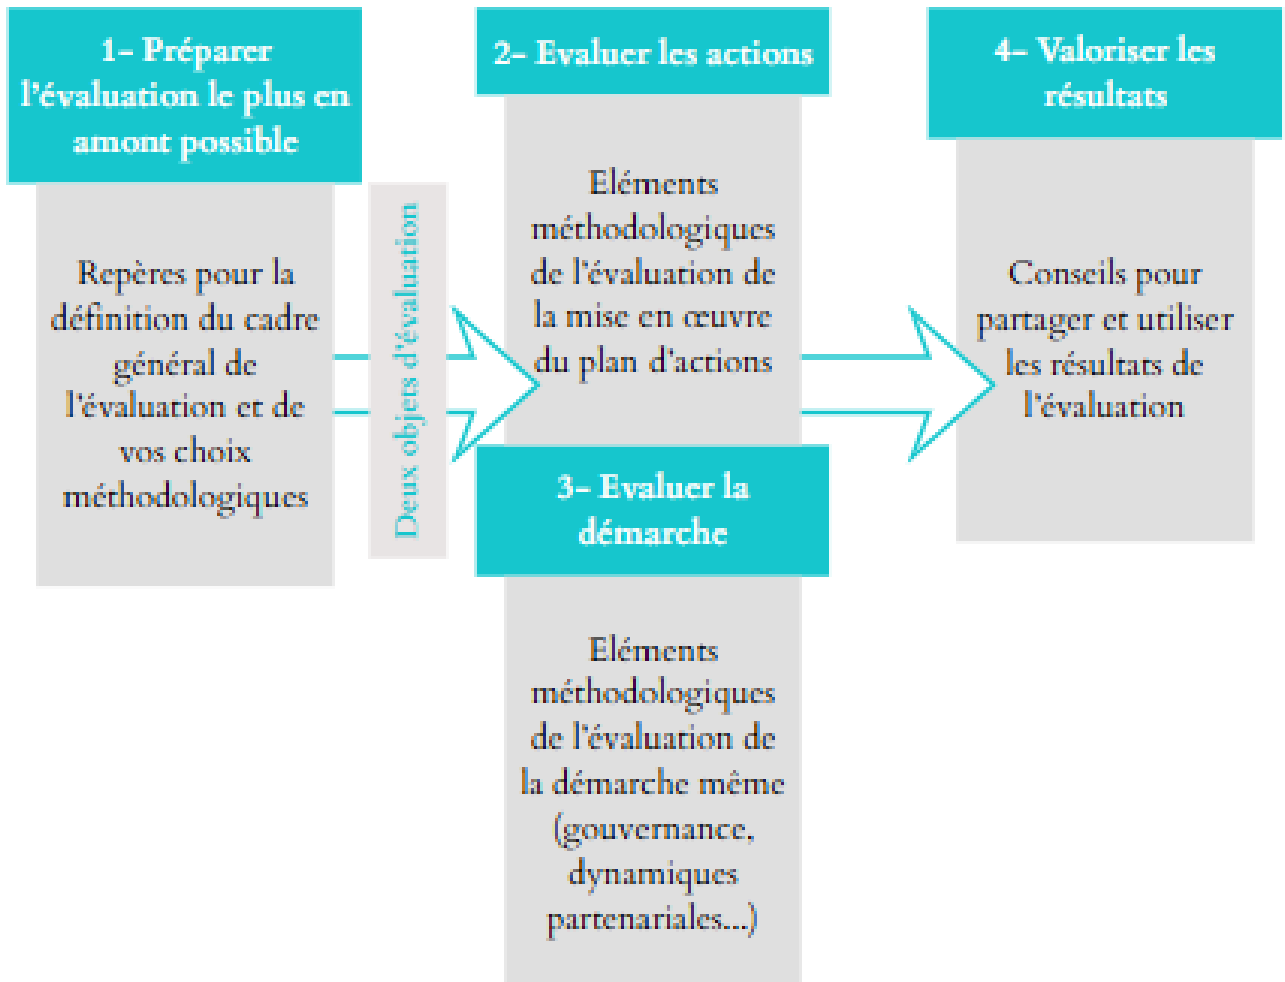 1– Préparer
l'évaluation le plus en
amont possible
Repères pour la
définition du cadre
général de
l'évaluation et de
vos choix
méthodologiques
Deux objets d'évaluation
2– Evaluer les actions
Eléments
méthodologiques
de l'évaluation de
la mise en œuvre
du plan d'actions
3– Evaluer la
démarche
Eléments
méthodologiques
de l'évaluation de
la démarche même
(gouvernance,
dynamiques
partenariales...)
4– Valoriser les
résultats
Conseils pour
partager et utiliser
les résultats de
l'évaluation